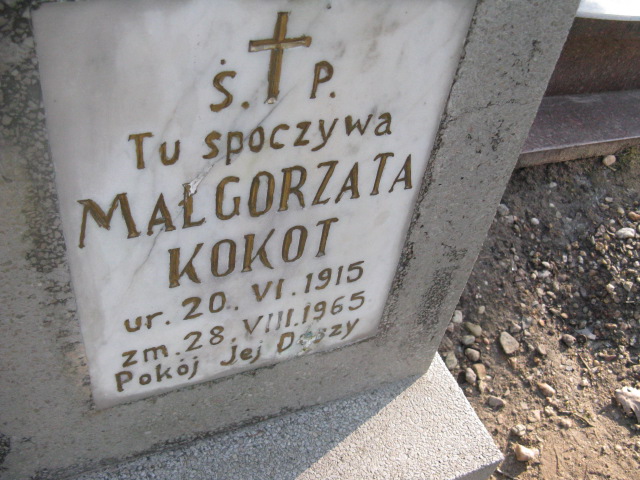 Ś. P.
Tu spoczywa
MAŁGORZATA
KOKOT
ur. 20. VI. 1915
zm. 28. VIII. 1965
Pokój Jej Duszy